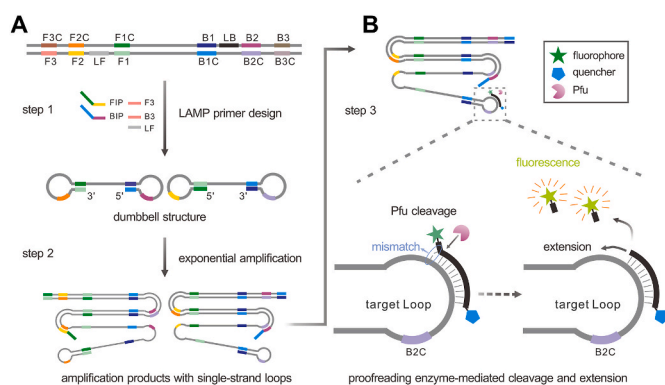 A
F3C F2C F1C B1 LB B2 B3
F3 F2 LF F1 B1C B2C B3C
step 1
FIP F3
BIP B3
LF
LAMP primer design
3' 5' 5' 3'
dumbbell structure
step 2
exponential amplification
amplification products with single-strand loops
B
fluorophore
quencher
Pfu
step 3
fluorescence
Pfu cleavage
mismatch
extension
target Loop
target Loop
B2C
B2C
proofreading enzyme-mediated cleavage and extension